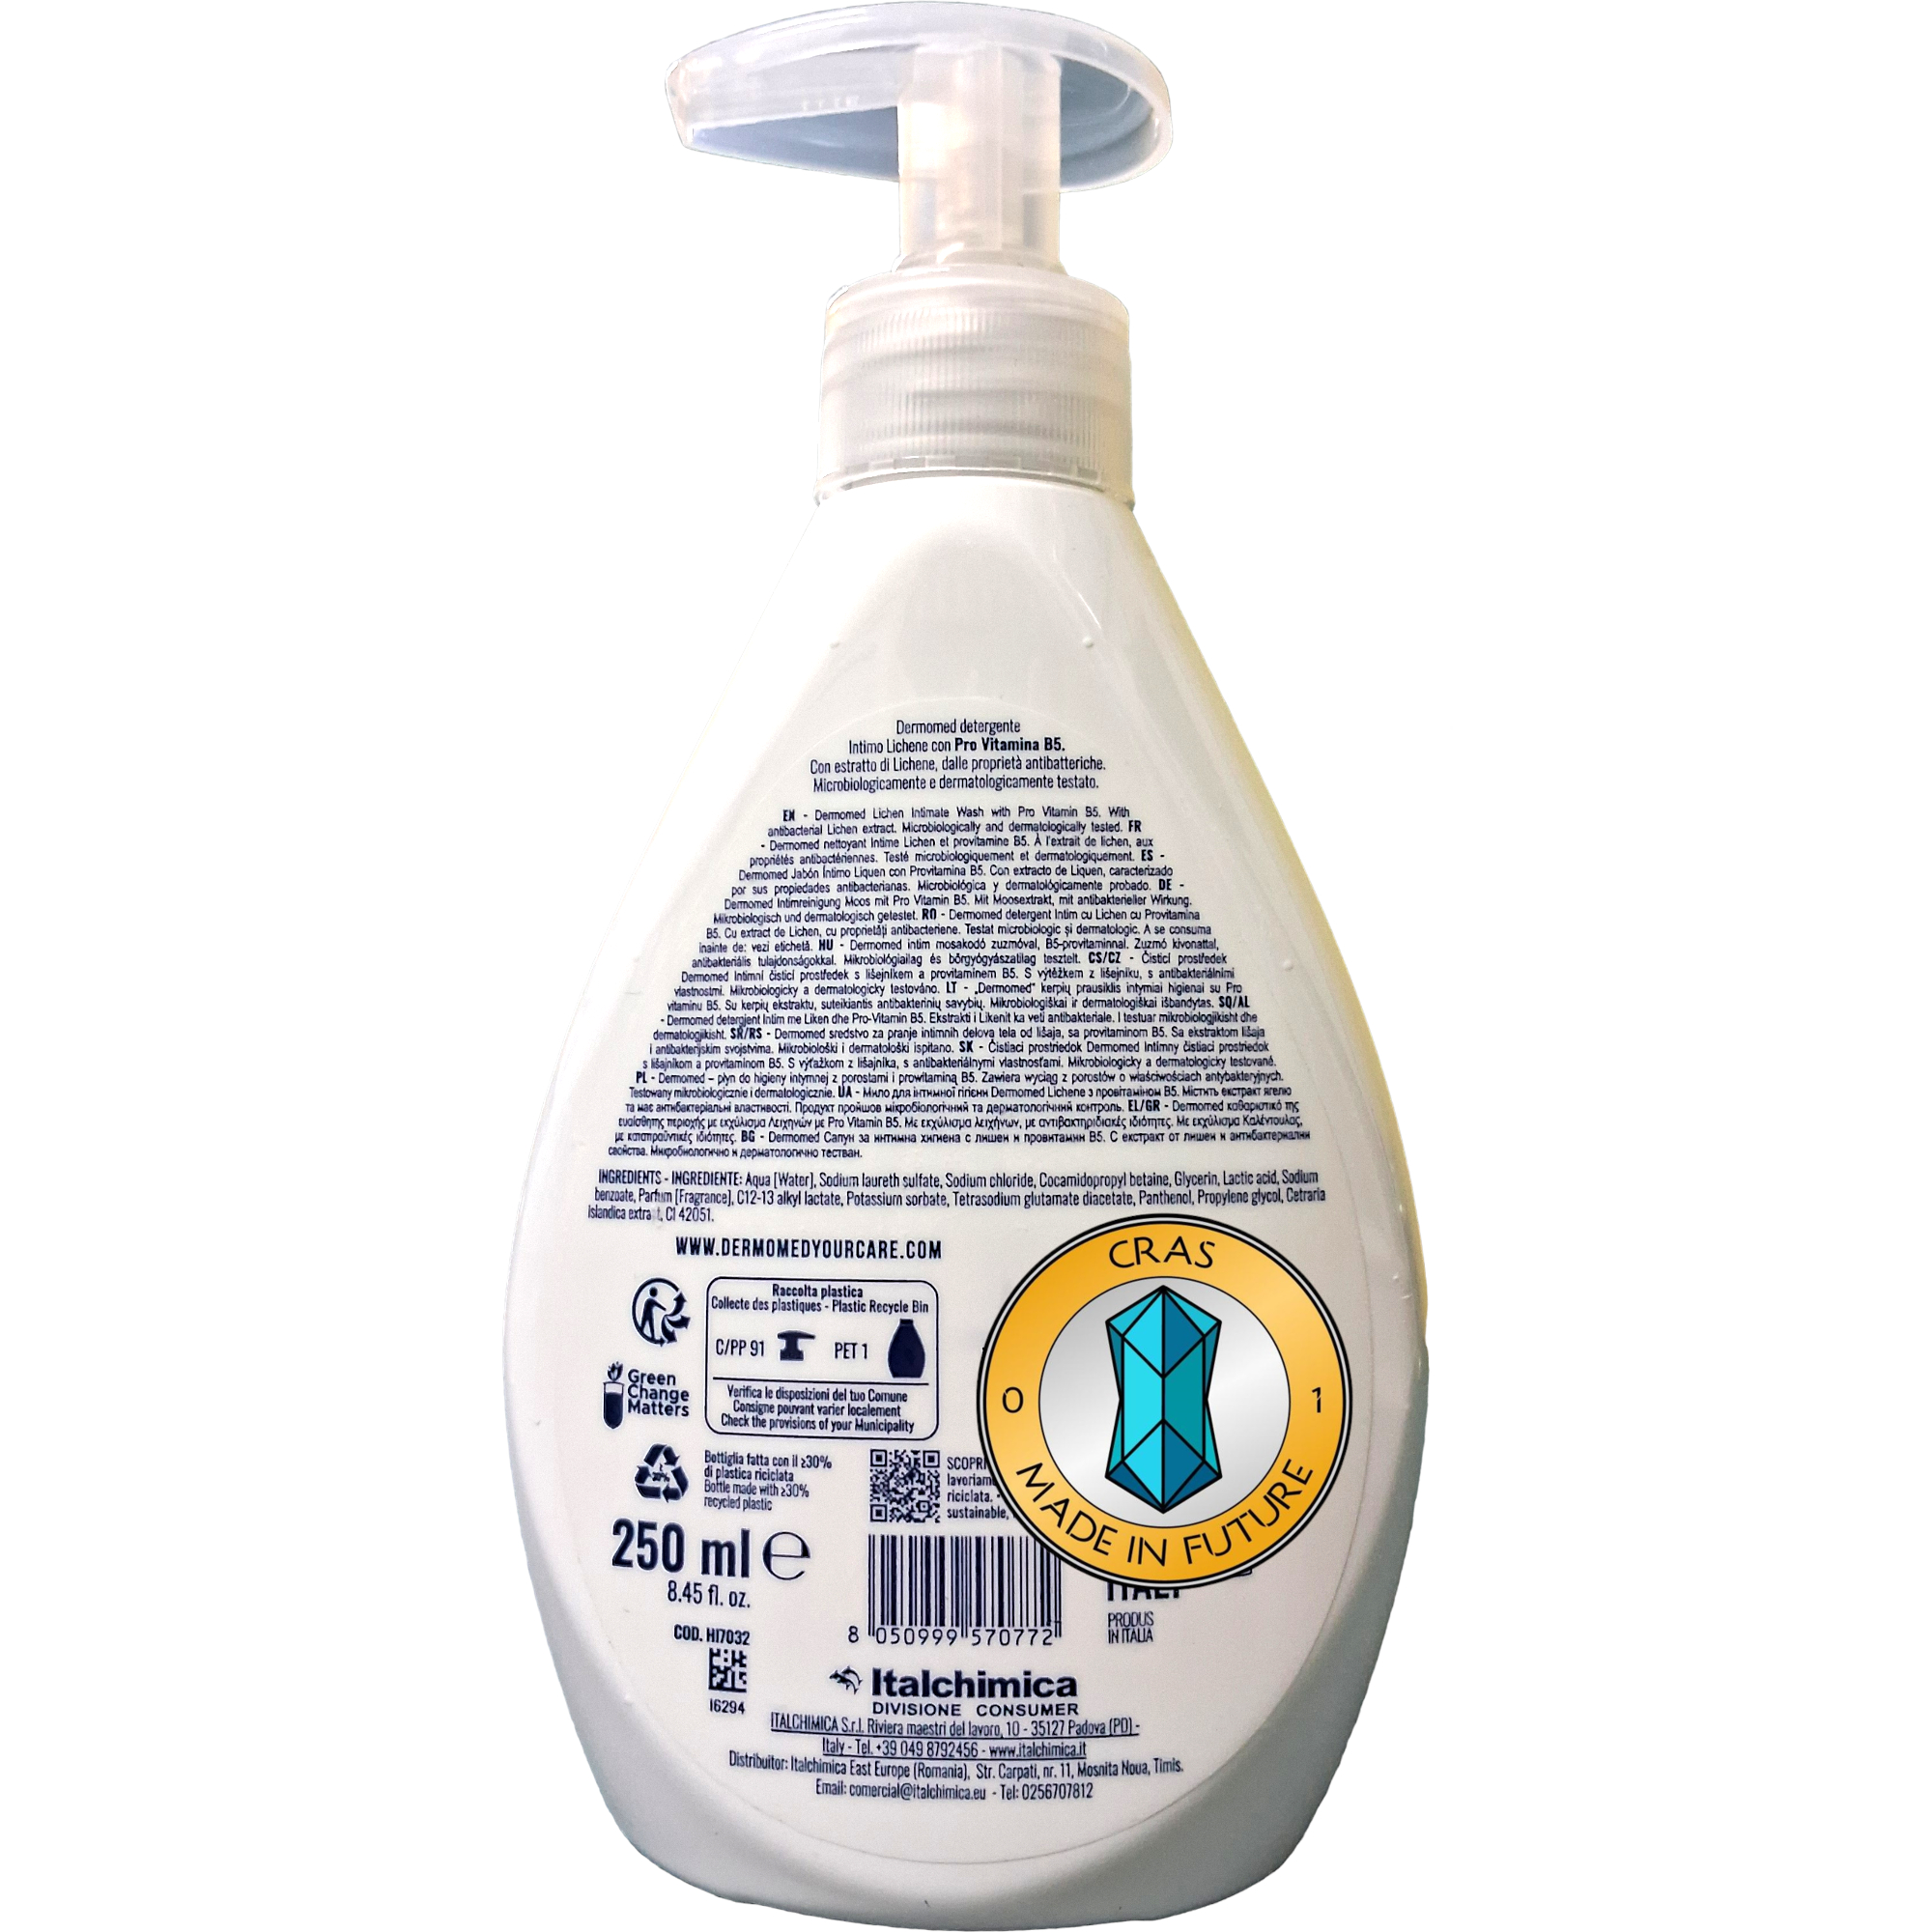 Dermomed detergente
Intimo Lichene con Pro Vitamina B5.
Con estratto di Lichene, dalle proprietà antibatteriche.
Microbiologicamente e dermatologicamente testato.
EN - Dermomed Lichen Intimate Wash with Pro Vitamin B5. With
antibacterial Lichen extract. Microbiologically and dermatologically tested. FR
- Dermomed nettoyant Intime Lichen et provitamine B5. À l'extrait de lichen, aux
propriétés antibactériennes. Testé microbiologiquement et dermatologiquement. ES -
Dermomed Jabón Íntimo Liquen con Provitamina B5. Con extracto de Liquen, caracterizado
por sus propiedades antibacterianas. Microbiológica y dermatológicamente probado. DE -
Dermomed Intimreinigung Moos mit Pro Vitamin B5. Mit Moosextrakt, mit antibakterieller Wirkung.
Mikrobiologisch und dermatologisch getestet. RO - Dermomed detergent Intim cu Lichen cu Provitamina
B5. Cu extract de Lichen, cu proprietăți antibacteriene. Testat microbiologic și dermatologic. A se consuma
înainte de: vezi etichetă. HU - Dermomed intim mosakodó zuzmóval, B5-provitaminnal. Zuzmó kivonattal,
antibakteriális tulajdonságokkal. Mikrobiológiailag és bőrgyógyászatilag tesztelt. CS/CZ - Čisticí prostředek
Dermomed Intimní čisticí prostředek s lišejníkem a provitaminem B5. S výtěžkem z lišejníku, s antibakteriálními
vlastnostmi. Mikrobiologicky a dermatologicky testováno. LT - „Dermomed“ kerpių prausiklis intymiai higienai su Pro
vitaminu B5. Su kerpių ekstraktu, suteikiantis antibakterinių savybių. Mikrobiologiškai ir dermatologiškai išbandytas. SQ/AL
- Dermomed detergjent Intim me Liken dhe Pro-Vitamin B5. Ekstrakti i Likenit ka veti antibakteriale. I testuar mikrobiologjikisht dhe
dermatologjikisht. SR/RS - Dermomed sredstvo za pranje intimnih delova tela od lišaja, sa provitaminom B5. Sa ekstraktom lišaja
i antibakterijskim svojstvima. Mikrobiološki i dermatološki ispitano. SK - Čistiaci prostriedok Dermomed Intímny čistiaci prostriedok
s lišajníkom a provitamínom B5. S výťažkom z lišajníka, s antibakteriálnymi vlastnosťami. Mikrobiologicky a dermatologicky testované.
PL - Dermomed – płyn do higieny intymnej z porostami i prowitaminą B5. Zawiera wyciąg z porostów o właściwościach antybakteryjnych.
Testowany mikrobiologicznie i dermatologicznie. UA - Мило для інтимної гігієни Dermomed Lichene з провітаміном B5. Містить екстракт ягелю
та має антибактеріальні властивості. Продукт пройшов мікробіологічний та дерматологічний контроль. EL/GR - Dermomed καθαριστικό της
ευαίσθητης περιοχής με εκχύλισμα Λειχηνών με Pro Vitamin B5. Με εκχύλισμα λειχήνων, με αντιβακτηριδιακές ιδιότητες. Με εκχύλισμα Καλέντουλας,
με καταπραϋντικές ιδιότητες. BG - Dermomed Сапун за интимна хигиена с лишеи и провитамин B5. С екстракт от лишеи и антибактериални
свойства. Микробиологично и дерматологично тестван.
INGREDIENTS - INGREDIENTE: Aqua [Water], Sodium laureth sulfate, Sodium chloride, Cocamidopropyl betaine, Glycerin, Lactic acid, Sodium
benzoate, Parfum [Fragrance], C12-13 alkyl lactate, Potassium sorbate, Tetrasodium glutamate diacetate, Panthenol, Propylene glycol, Cetraria
Islandica extra t, CI 42051.
WWW.DERMOMEDYOURCARE.COM
Raccolta plastica
Collecte des plastiques - Plastic Recycle Bin
C/PP 91 PET 1
Verifica le disposizioni del tuo Comune
Consigne pouvant varier localement
Check the provisions of your Municipality
Green
Change
Matters
CRAS
0 1
MADE IN FUTURE
30%
Bottiglia fatta con il ≥30%
di plastica riciclata
Bottle made with ≥30%
recycled plastic
SCOPRI
lavoriamo
riciclata. -
sustainable,
250 ml ℮
8.45 fl. oz.
8 050999 570772
ITALY
PRODUS
IN ITALIA
COD. HI7032
16294
Italchimica
DIVISIONE CONSUMER
ITALCHIMICA S.r.l. Riviera maestri del lavoro, 10 - 35127 Padova (PD) -
Italy - Tel. +39 049 8792456 - www.italchimica.it
Distribuitor: Italchimica East Europe (Romania), Str. Carpati, nr. 11, Mosnita Noua, Timis.
Email: comercial@italchimica.eu - Tel: 0256707812